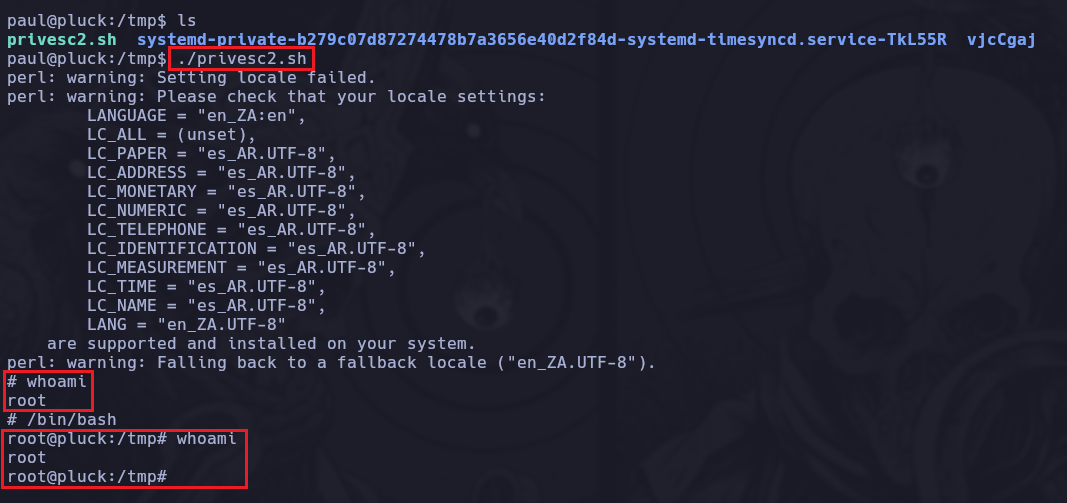 paul@pluck:/tmp$ ls
privesc2.sh  systemd-private-b279c07d87274478b7a3656e40d2f84d-systemd-timesyncd.service-TkL55R  vjcCgaj
paul@pluck:/tmp$ ./privesc2.sh
perl: warning: Setting locale failed.
perl: warning: Please check that your locale settings:
        LANGUAGE = "en_ZA:en",
        LC_ALL = (unset),
        LC_PAPER = "es_AR.UTF-8",
        LC_ADDRESS = "es_AR.UTF-8",
        LC_MONETARY = "es_AR.UTF-8",
        LC_NUMERIC = "es_AR.UTF-8",
        LC_TELEPHONE = "es_AR.UTF-8",
        LC_IDENTIFICATION = "es_AR.UTF-8",
        LC_MEASUREMENT = "es_AR.UTF-8",
        LC_TIME = "es_AR.UTF-8",
        LC_NAME = "es_AR.UTF-8",
        LANG = "en_ZA.UTF-8"
    are supported and installed on your system.
perl: warning: Falling back to a fallback locale ("en_ZA.UTF-8").
# whoami
root
# /bin/bash
root@pluck:/tmp# whoami
root
root@pluck:/tmp#